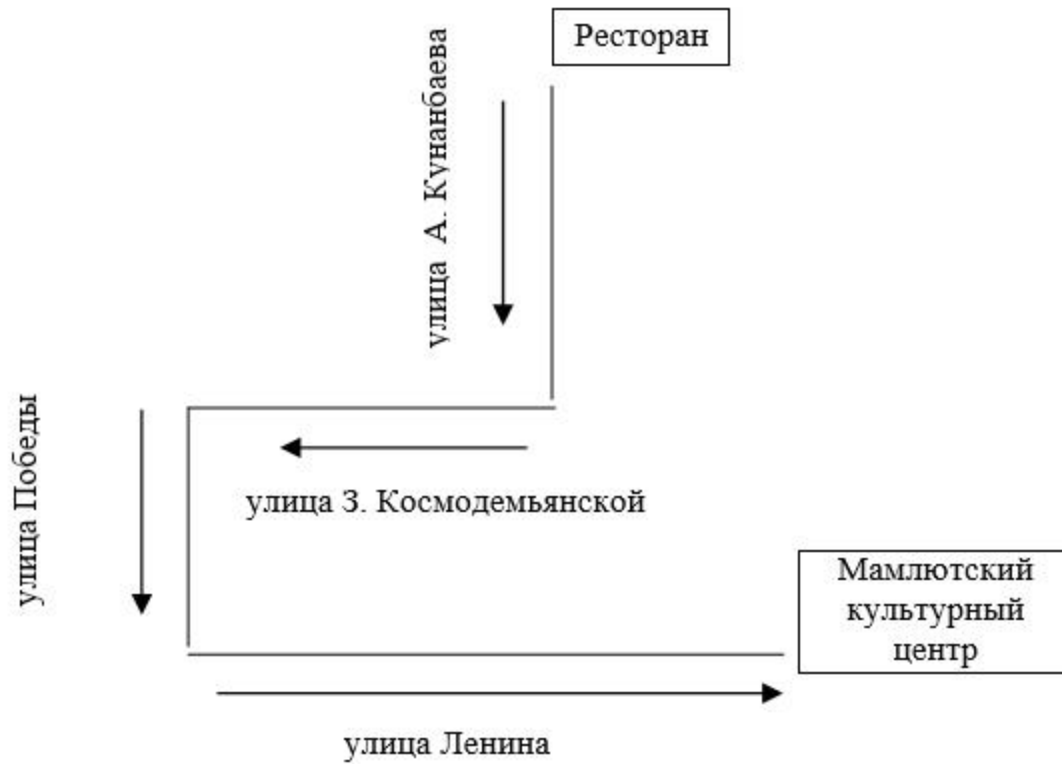 Ресторан
улица А. Кунанбаева
улица Победы
улица З. Космодемьянской
Мамлютский
культурный
центр
улица Ленина